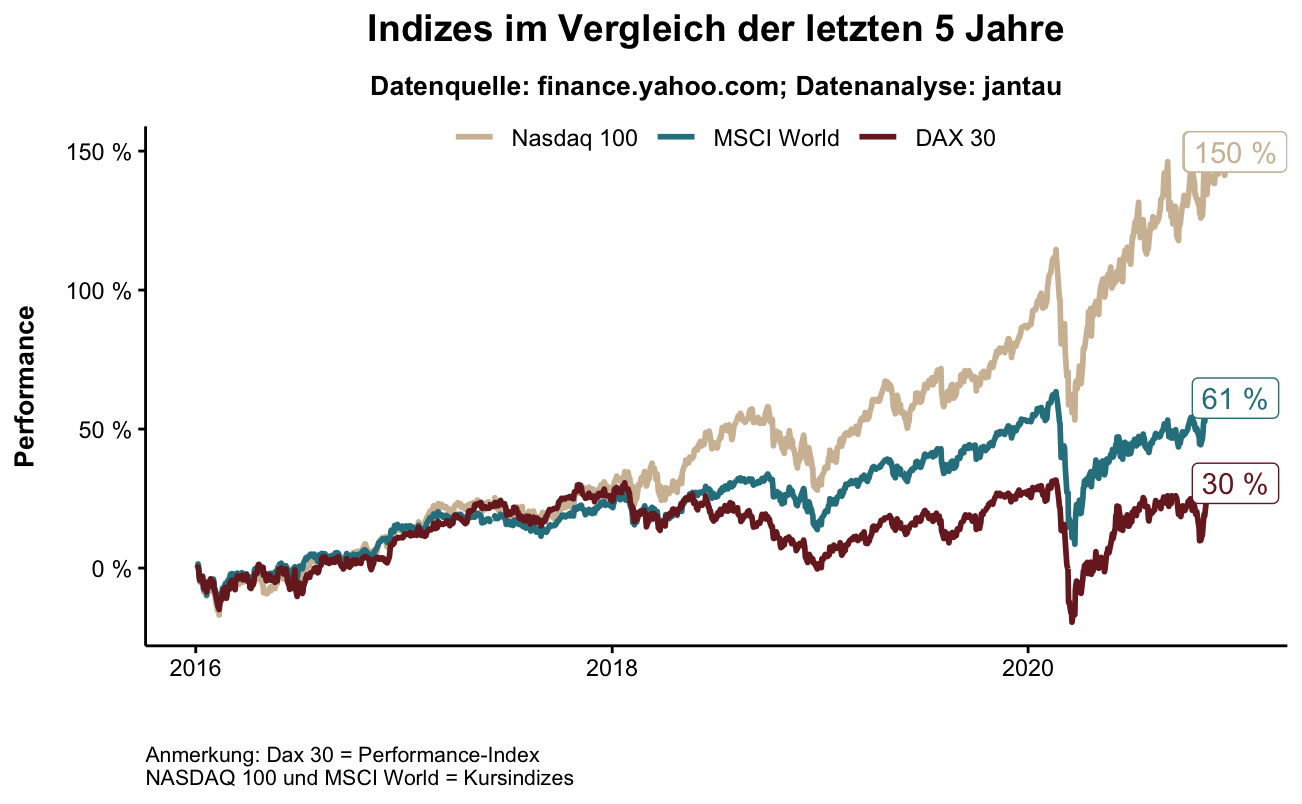 Indizes im Vergleich der letzten 5 Jahre
Datenquelle: finance.yahoo.com; Datenanalyse: jantau
Nasdaq 100 MSCI World DAX 30
150 %
100 %
50 %
0 %
Performance
150 %
61 %
30 %
2016 2018 2020
Anmerkung: Dax 30 = Performance-Index
NASDAQ 100 und MSCI World = Kursindizes